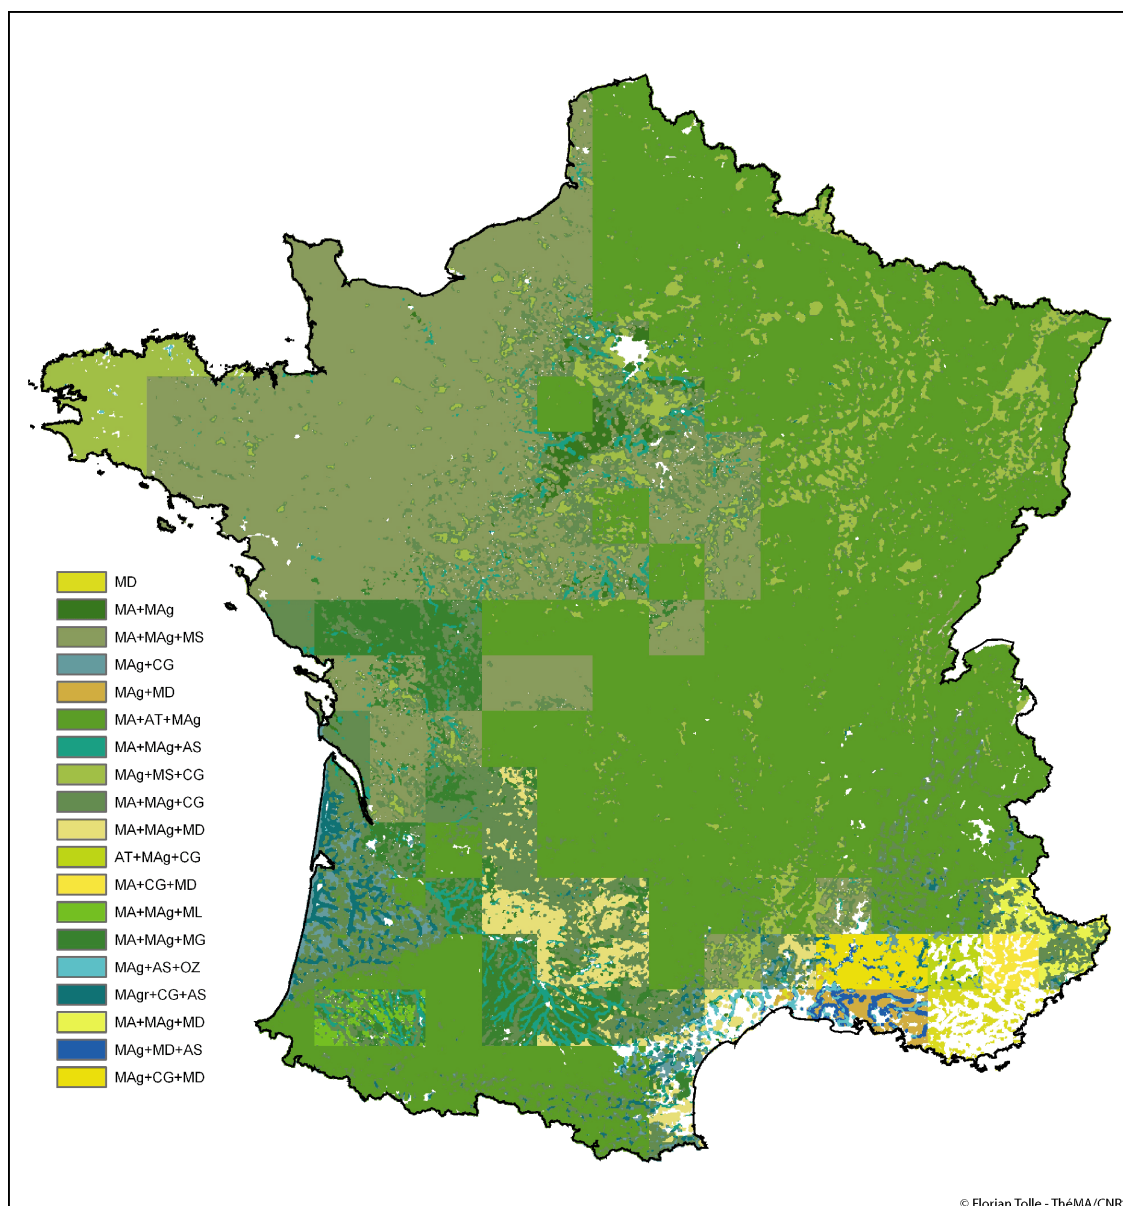 MD
MA+MAg
MA+MAg+MS
MAg+CG
MAg+MD
MA+AT+MAg
MA+MAg+AS
MAg+MS+CG
MA+MAg+CG
MA+MAg+MD
AT+MAg+CG
MA+CG+MD
MA+MAg+ML
MA+MAg+MG
MAg+AS+OZ
MAgr+CG+AS
MA+MAg+MD
MAg+MD+AS
MAg+CG+MD
© Florian Tolle - ThéMA/CNR